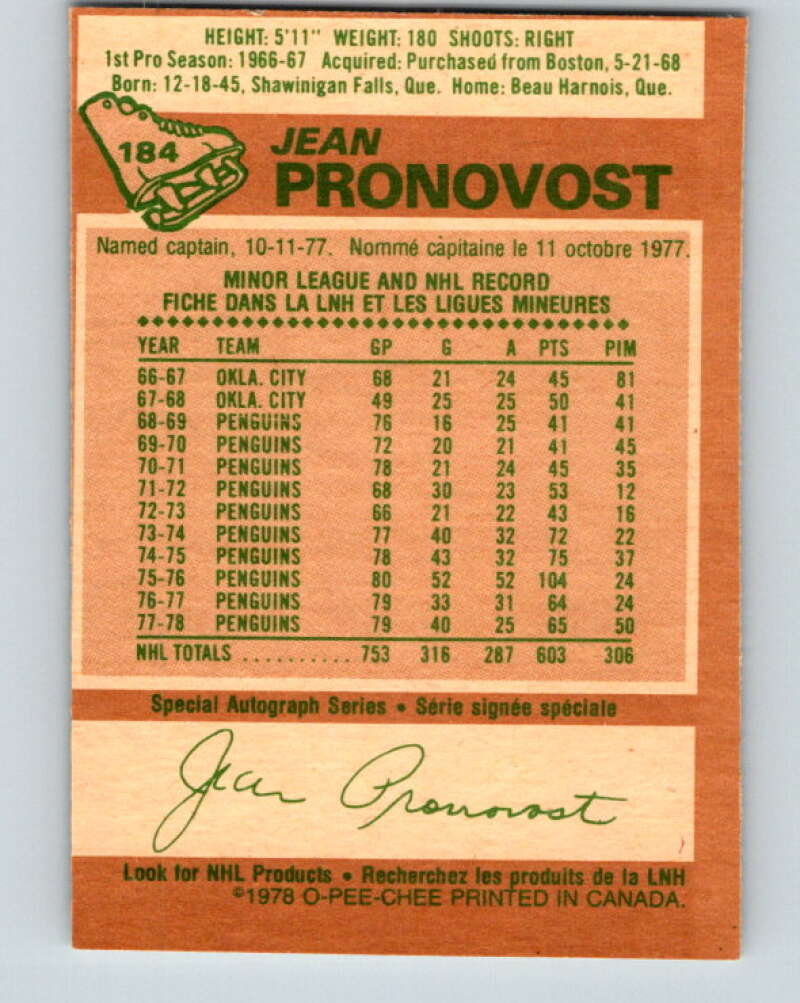 HEIGHT: 5'11" WEIGHT: 180 SHOOTS: RIGHT
1st Pro Season: 1966-67 Acquired: Purchased from Boston, 5-21-68
Born: 12-18-45, Shawinigan Falls, Que. Home: Beau Harnois, Que.
184
JEAN
PRONOVOST
Named captain, 10-11-77. Nommé capitaine le 11 octobre 1977.
MINOR LEAGUE AND NHL RECORD
FICHE DANS LA LNH ET LES LIGUES MINEURES
YEAR TEAM GP G A PTS PIM
66-67 OKLA. CITY 68 21 24 45 81
67-68 OKLA. CITY 49 25 25 50 41
68-69 PENGUINS 76 16 25 41 41
69-70 PENGUINS 72 20 21 41 45
70-71 PENGUINS 78 21 24 45 35
71-72 PENGUINS 68 30 23 53 12
72-73 PENGUINS 66 21 22 43 16
73-74 PENGUINS 77 40 32 72 22
74-75 PENGUINS 78 43 32 75 37
75-76 PENGUINS 80 52 52 104 24
76-77 PENGUINS 79 33 31 64 24
77-78 PENGUINS 79 40 25 65 50
NHL TOTALS .......... 753 316 287 603 306
Special Autograph Series • Série signée spéciale
Jean Pronovost
Look for NHL Products • Recherchez les produits de la LNH
©1978 O-PEE-CHEE PRINTED IN CANADA.